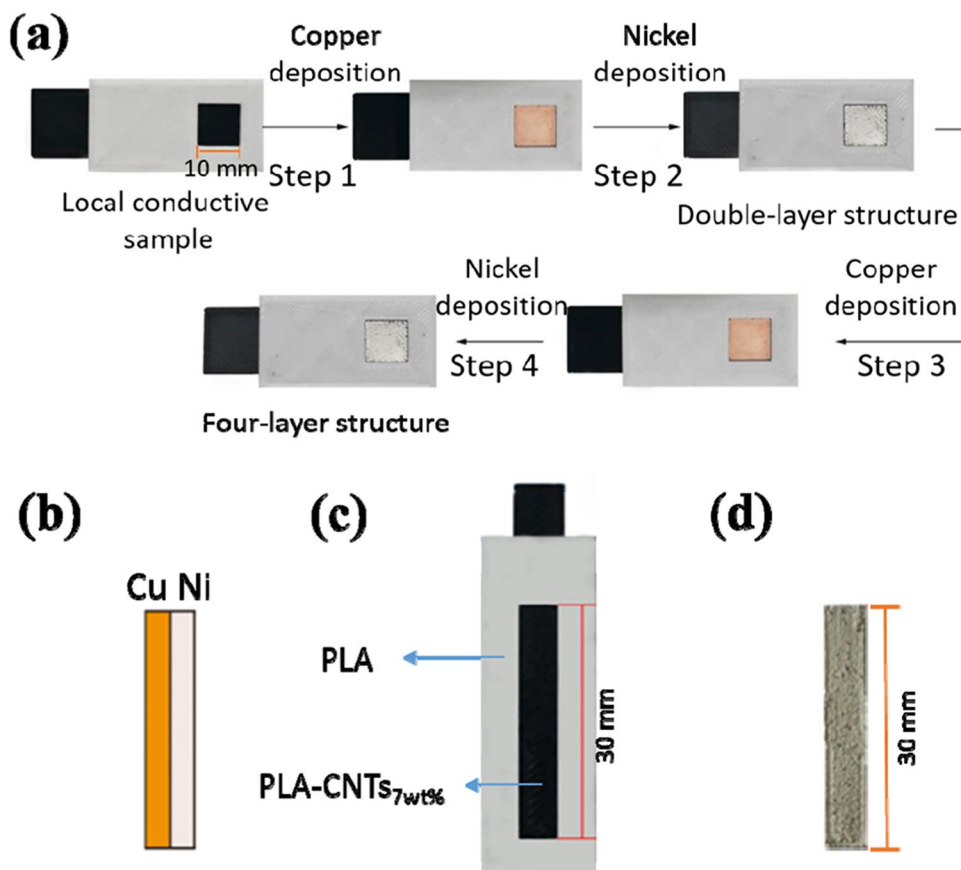 (a)
Copper
deposition
Step 1
Nickel
deposition
Step 2
10 mm
Local conductive
sample
Double-layer structure
Nickel
deposition
Step 4
Copper
deposition
Step 3
Four-layer structure
(b)
Cu Ni
(c)
PLA
PLA-CNTs7wt%
30 mm
(d)
30 mm